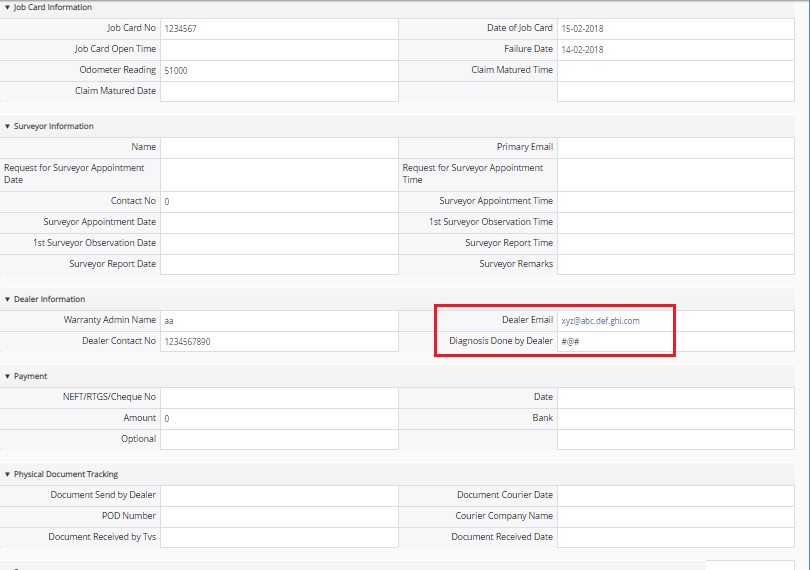 ▼ Job Card Information
Job Card No 1234567 Date of Job Card 15-02-2018
Job Card Open Time Failure Date 14-02-2018
Odometer Reading 51000 Claim Matured Time
Claim Matured Date
▼ Surveyor Information
Name Primary Email
Request for Surveyor Appointment Date Request for Surveyor Appointment Time
Contact No 0 Surveyor Appointment Time
Surveyor Appointment Date 1st Surveyor Observation Time
1st Surveyor Observation Date Surveyor Report Time
Surveyor Report Date Surveyor Remarks
▼ Dealer Information
Warranty Admin Name aa Dealer Email xyz@abc.def.ghi.com
Dealer Contact No 1234567890 Diagnosis Done by Dealer #@#
▼ Payment
NEFT/RTGS/Cheque No Date
Amount 0 Bank
Optional
▼ Physical Document Tracking
Document Send by Dealer Document Courier Date
POD Number Courier Company Name
Document Received by Tvs Document Received Date